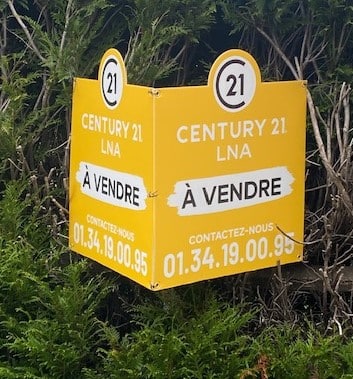 21
CENTURY 21
LNA
À VENDRE
CONTACTEZ-NOUS
01.34.19.00.95
21
CENTURY 21
LNA
À VENDRE
CONTACTEZ-NOUS
01.34.19.00.95